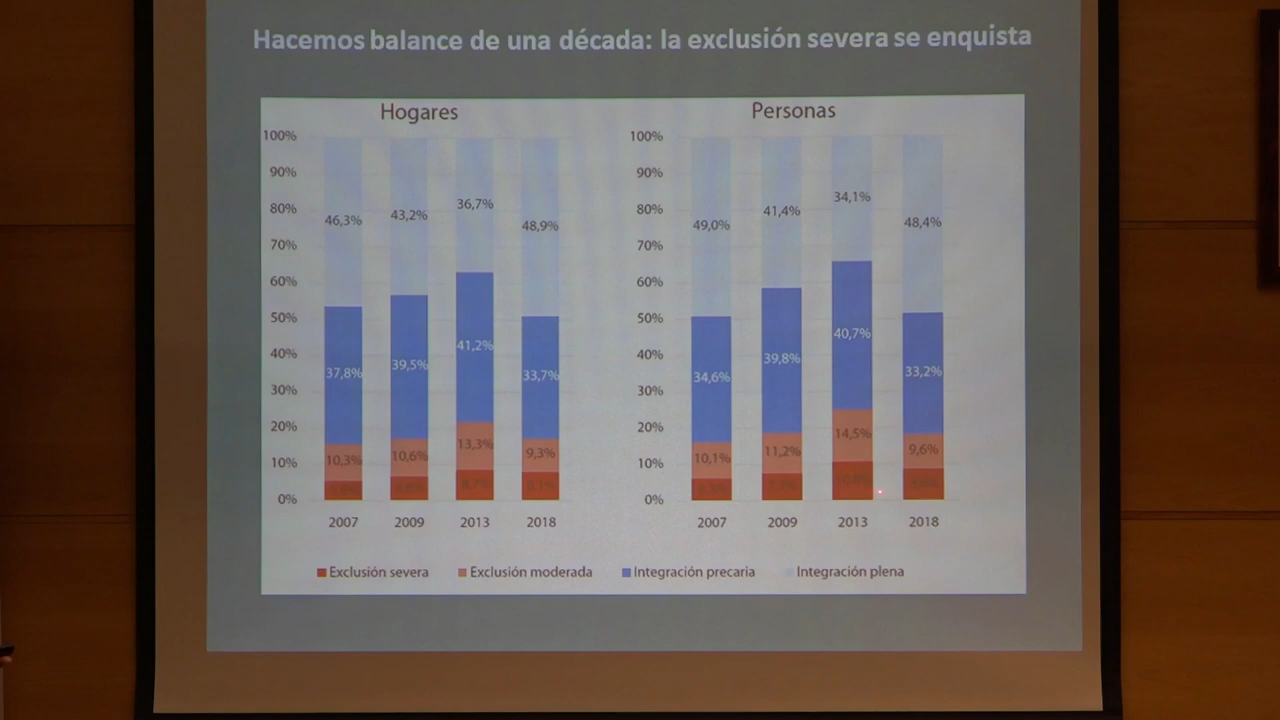 Hacemos balance de una década: la exclusión severa se enquista
Hogares
100%
90%
80%
70%
60%
50%
40%
30%
20%
10%
0%
46,3% 43,2% 36,7% 48,9%
37,8% 39,5% 41,2% 33,7%
10,3% 10,6% 13,3% 9,3%
2007 2009 2013 2018
Personas
100%
90%
80%
70%
60%
50%
40%
30%
20%
10%
0%
49,0% 41,4% 34,1% 48,4%
34,6% 39,8% 40,7% 33,2%
10,1% 11,2% 14,5% 9,6%
2007 2009 2013 2018
Exclusión severa Exclusión moderada Integración precaria Integración plena